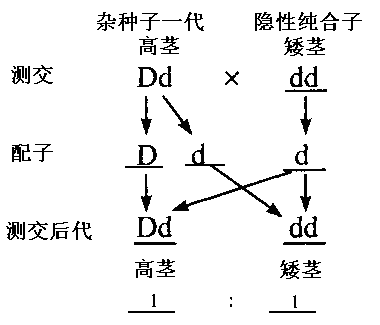 杂种子一代 隐性纯合子
高茎 矮茎
测交 Dd × dd
配子 D d d
测交后代 Dd dd
高茎 矮茎
1 : 1